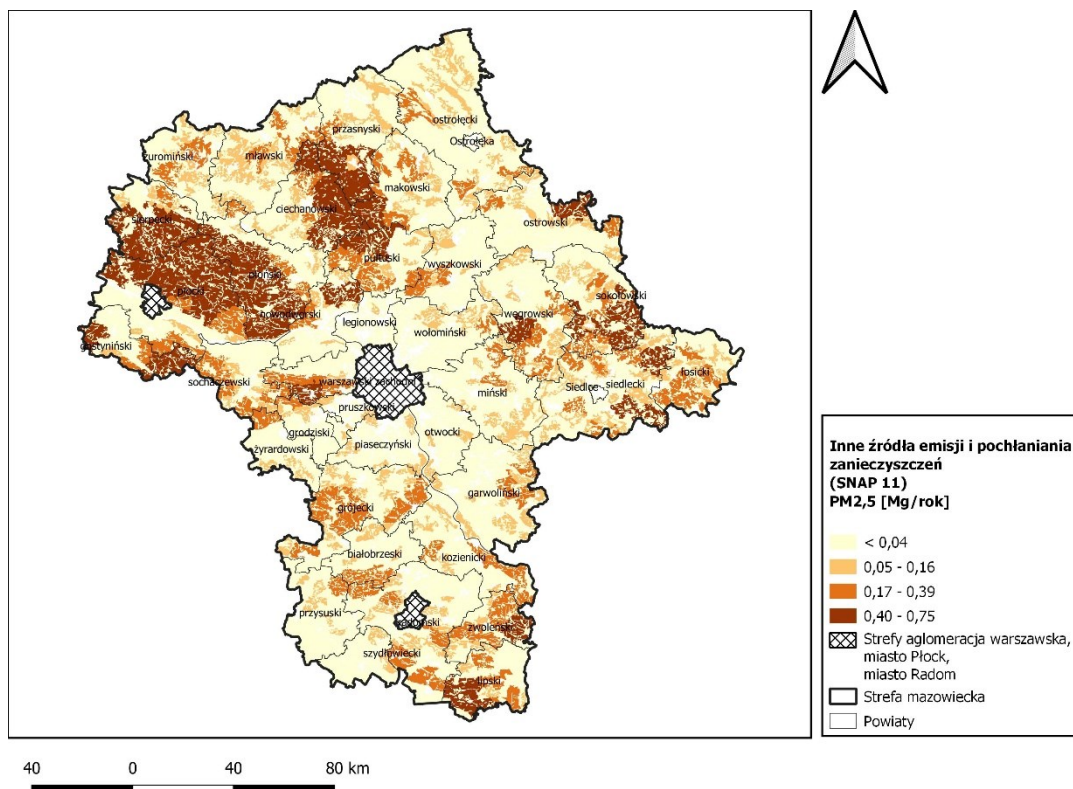 ostrołęcki
Ostrołęka
przasnyski
żuromiński
mławski
makowski
ciechanowski
sierpecki
ostrowski
pułtuski
wyszkowski
płoński
płocki
sokołowski
nowodworski
węgrowski
legionowski
wołomiński
gostyniński
sochaczewski
warszawski zachodni
łosicki
miński
Siedlce
siedlecki
pruszkowski
otwocki
grodziski
piaseczyński
żyrardowski
garwoliński
grójecki
białobrzeski
kozienicki
przysuski
zwoleński
szydłowiecki
lipski
Inne źródła emisji i pochłaniania
zanieczyszczeń
(SNAP 11)
PM2,5 [Mg/rok]
< 0,04
0,05 - 0,16
0,17 - 0,39
0,40 - 0,75
Strefy aglomeracja warszawska,
miasto Płock,
miasto Radom
Strefa mazowiecka
Powiaty
40 0 40 80 km